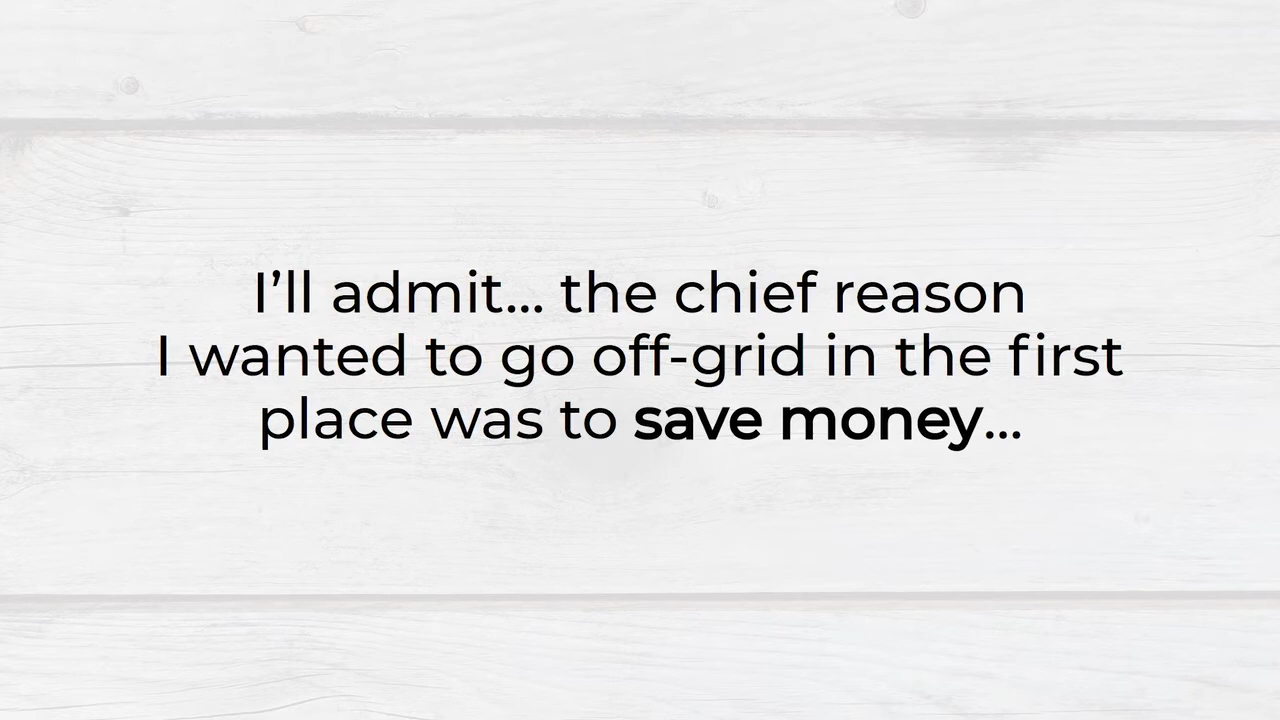 I’ll admit... the chief reason
I wanted to go off-grid in the first
place was to save money...